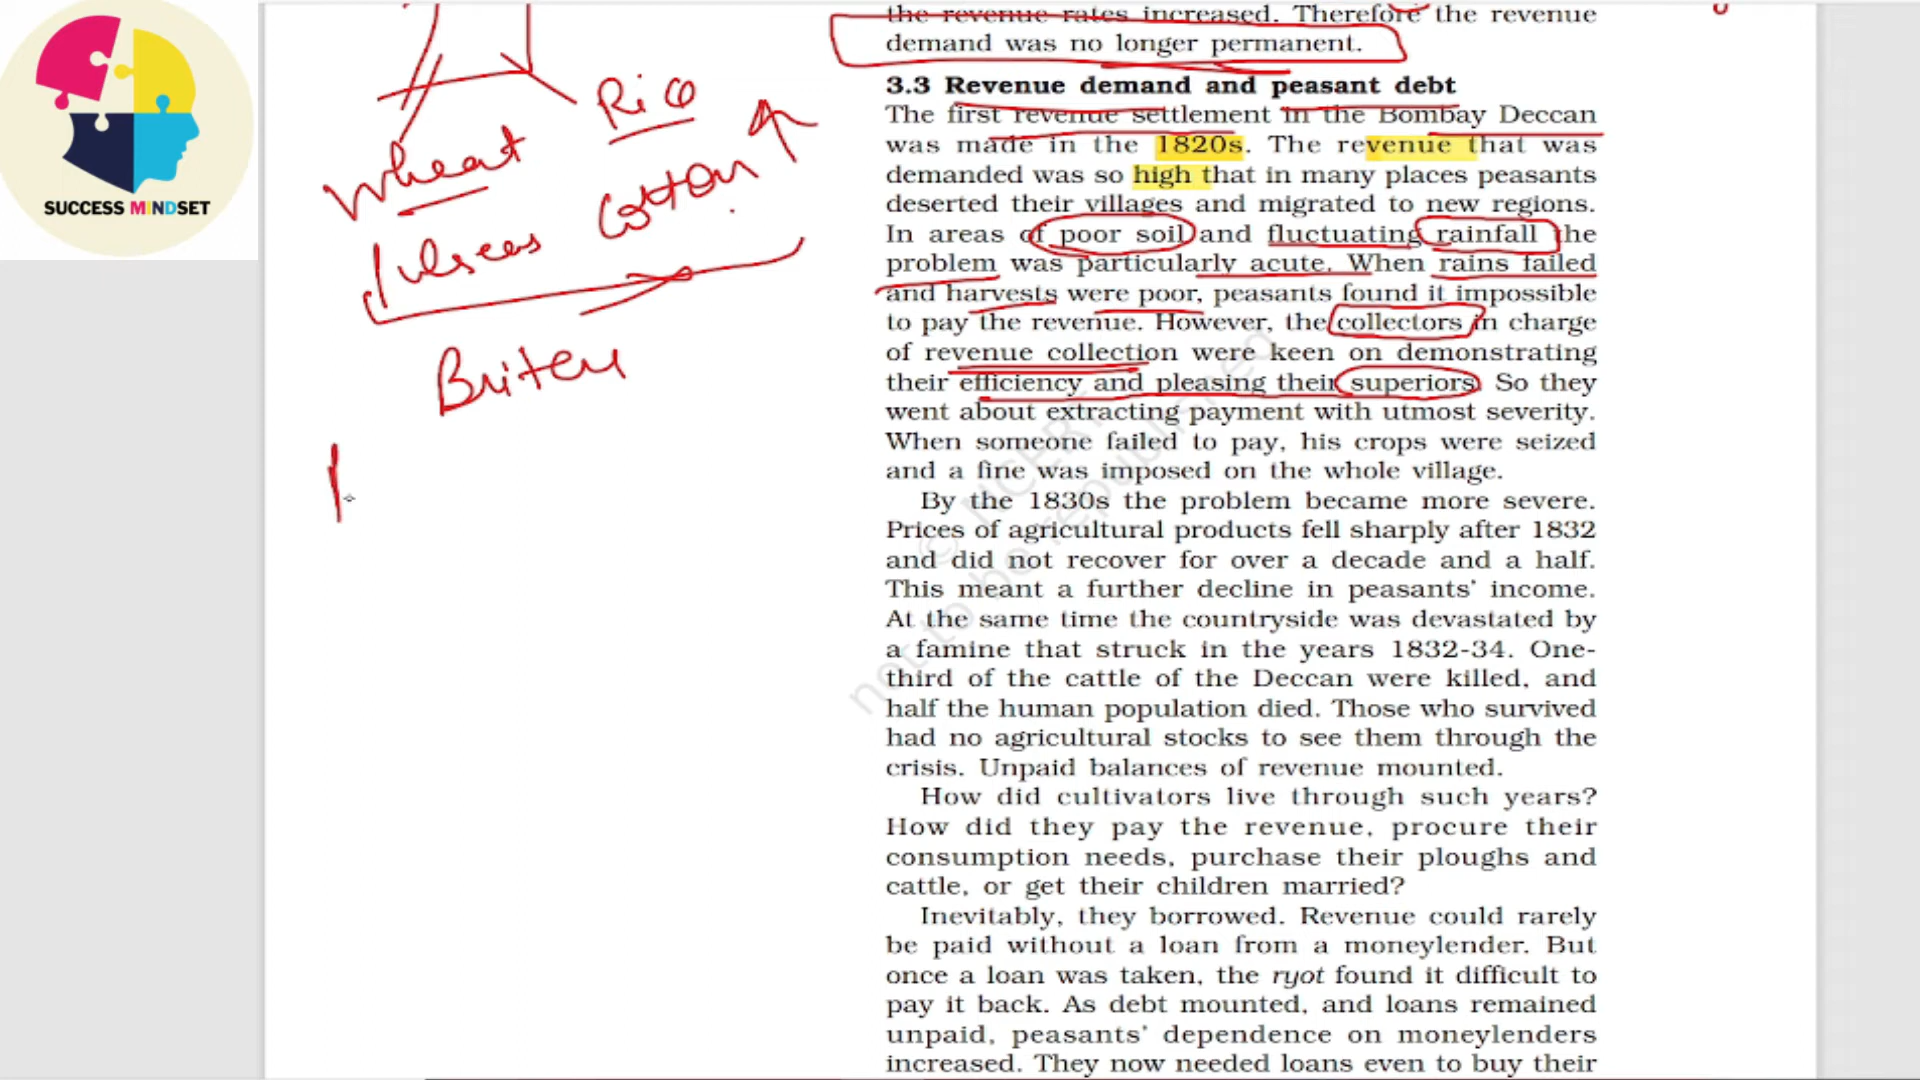 SUCCESS MINDSET
Rice
Wheat
Cotton
Pulseas
Briten
the revenue rates increased. Therefore the revenue
demand was no longer permanent.
3.3 Revenue demand and peasant debt
The first revenue settlement in the Bombay Deccan
was made in the 1820s. The revenue that was
demanded was so high that in many places peasants
deserted their villages and migrated to new regions.
In areas of poor soil and fluctuating rainfall the
problem was particularly acute. When rains failed
and harvests were poor, peasants found it impossible
to pay the revenue. However, the collectors in charge
of revenue collection were keen on demonstrating
their efficiency and pleasing their superiors. So they
went about extracting payment with utmost severity.
When someone failed to pay, his crops were seized
and a fine was imposed on the whole village.
By the 1830s the problem became more severe.
Prices of agricultural products fell sharply after 1832
and did not recover for over a decade and a half.
This meant a further decline in peasants' income.
At the same time the countryside was devastated by
a famine that struck in the years 1832-34. One-
third of the cattle of the Deccan were killed, and
half the human population died. Those who survived
had no agricultural stocks to see them through the
crisis. Unpaid balances of revenue mounted.
How did cultivators live through such years?
How did they pay the revenue, procure their
consumption needs, purchase their ploughs and
cattle, or get their children married?
Inevitably, they borrowed. Revenue could rarely
be paid without a loan from a moneylender. But
once a loan was taken, the ryot found it difficult to
pay it back. As debt mounted, and loans remained
unpaid, peasants' dependence on moneylenders
increased. They now needed loans even to buy their
© NCERT
not to be republished